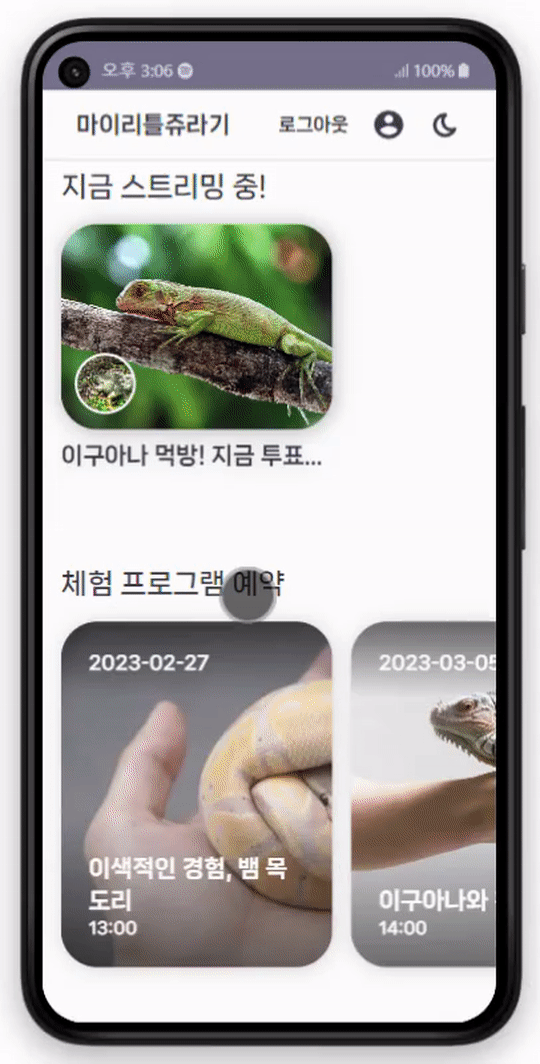 오후 3:06 100%
마이리틀쥬라기 로그아웃
지금 스트리밍 중!
이구아나 먹방! 지금 투표...
체험 프로그램 예약
2023-02-27
2023-03-05
이색적인 경험, 뱀 목
도리
13:00
이구아나와
14:00